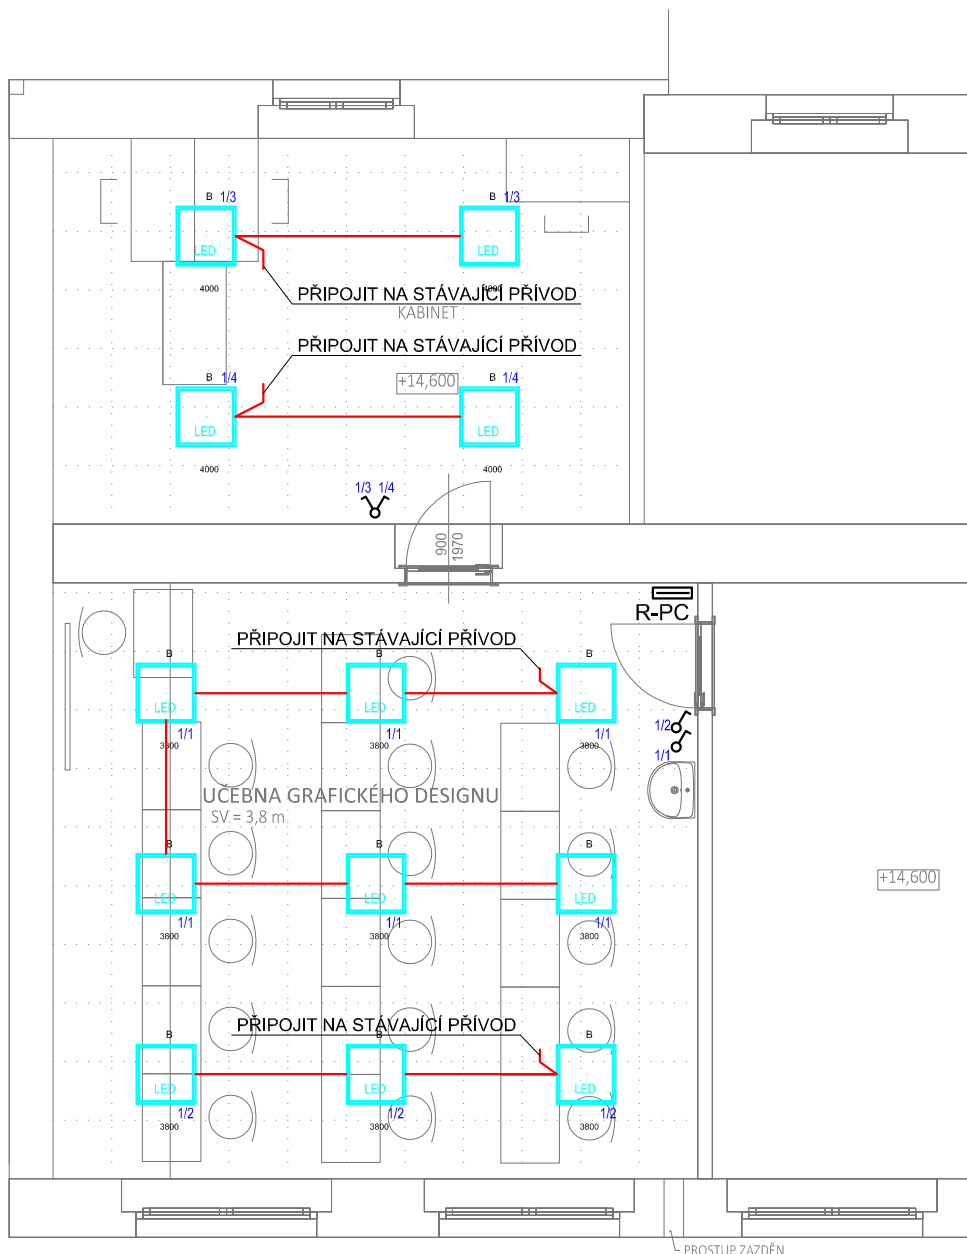 B 1/3
B 1/3
LED
LED
4000
4000
PŘIPOJIT NA STÁVAJÍCÍ PŘÍVOD
KABINET
PŘIPOJIT NA STÁVAJÍCÍ PŘÍVOD
B 1/4
+14,600
B 1/4
LED
LED
4000
4000
1/3 1/4
900
1970
R-PC
PŘIPOJIT NA STÁVAJÍCÍ PŘÍVOD
B
B
B
LED
LED
LED
1/1
1/1
1/1
3800
3800
3800
1/2
1/1
UČEBNA GRAFICKÉHO DESIGNU
SV = 3,8 m
B
B
B
LED
LED
LED
+14,600
1/1
1/1
1/1
3800
3800
3800
PŘIPOJIT NA STÁVAJÍCÍ PŘÍVOD
B
B
B
LED
LED
LED
1/2
1/2
1/2
3800
3800
3800
PROSTUP ZAZDĚN